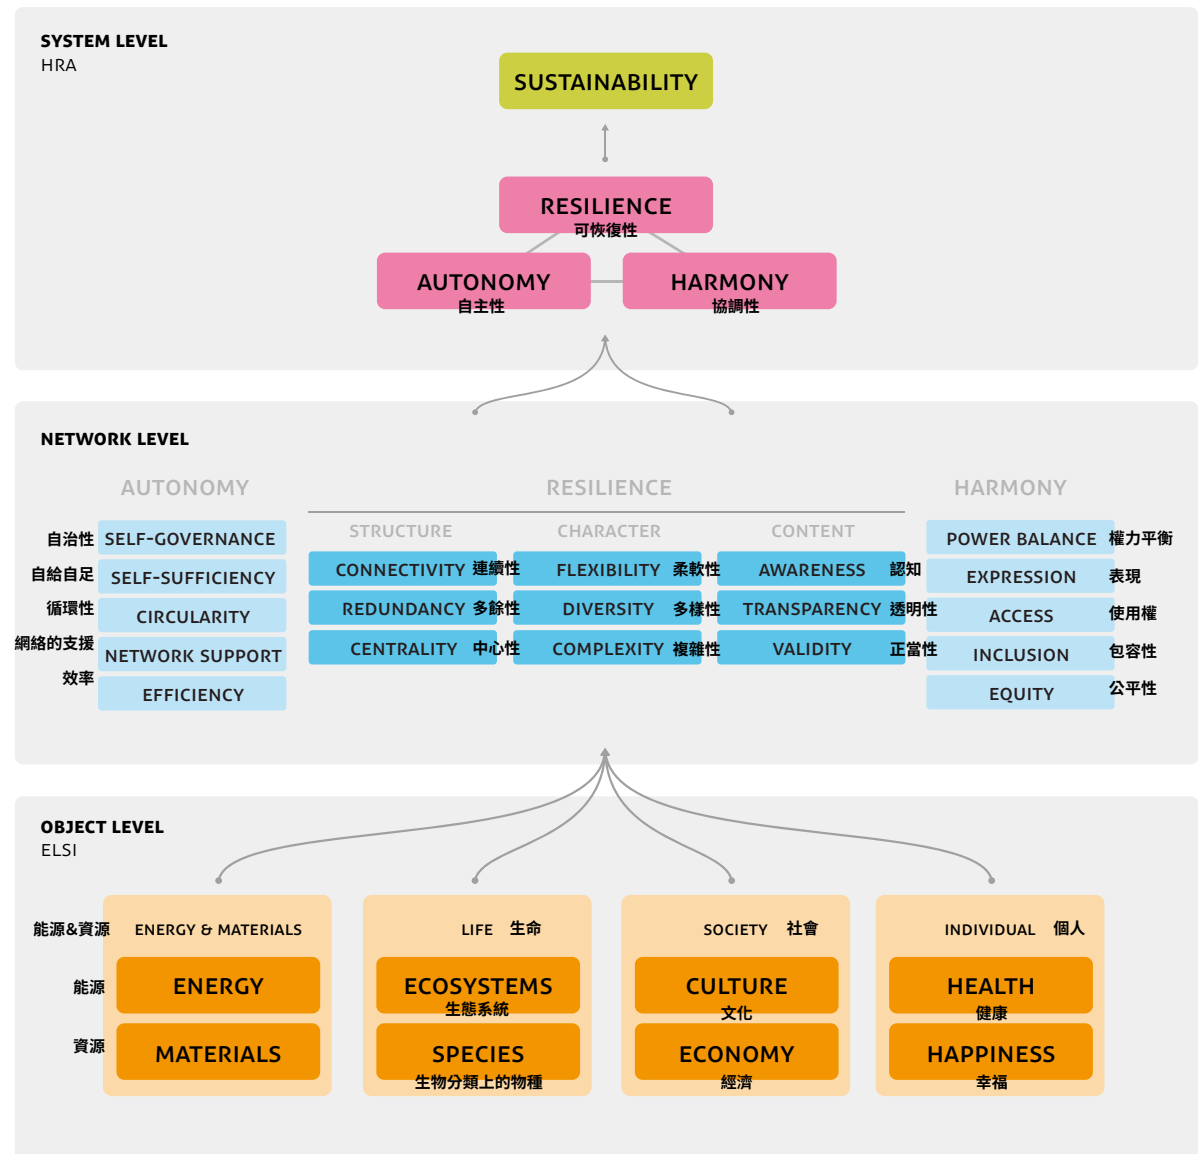 SYSTEM LEVEL
HRA
SUSTAINABILITY
RESILIENCE
可恢復性
AUTONOMY
自主性
HARMONY
協調性
NETWORK LEVEL
AUTONOMY
自治性 SELF-GOVERNANCE
自給自足 SELF-SUFFICIENCY
循環性 CIRCULARITY
網絡的支援 NETWORK SUPPORT
效率 EFFICIENCY
RESILIENCE
STRUCTURE
CONNECTIVITY 連續性
REDUNDANCY 多餘性
CENTRALITY 中心性
CHARACTER
FLEXIBILITY 柔軟性
DIVERSITY 多樣性
COMPLEXITY 複雜性
CONTENT
AWARENESS 認知
TRANSPARENCY 透明性
VALIDITY 正當性
HARMONY
POWER BALANCE 權力平衡
EXPRESSION 表現
ACCESS 使用權
INCLUSION 包容性
EQUITY 公平性
OBJECT LEVEL
ELSI
能源&資源 ENERGY & MATERIALS
能源 ENERGY
資源 MATERIALS
LIFE 生命
ECOSYSTEMS
生態系統
SPECIES
生物分類上的物種
SOCIETY 社會
CULTURE
文化
ECONOMY
經濟
INDIVIDUAL 個人
HEALTH
健康
HAPPINESS
幸福